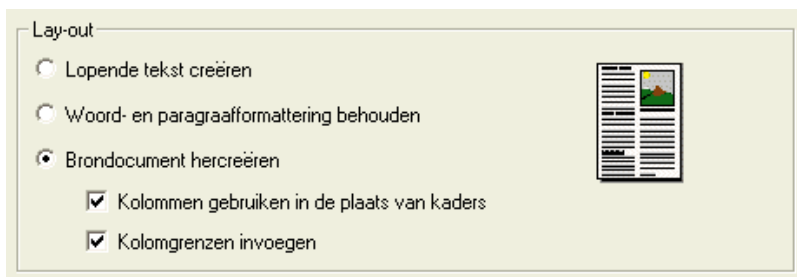 Lay-out
Lopende tekst creëren
Woord- en paragraafformattering behouden
Brondocument hercreëren
Kolommen gebruiken in de plaats van kaders
Kolomgrenzen invoegen